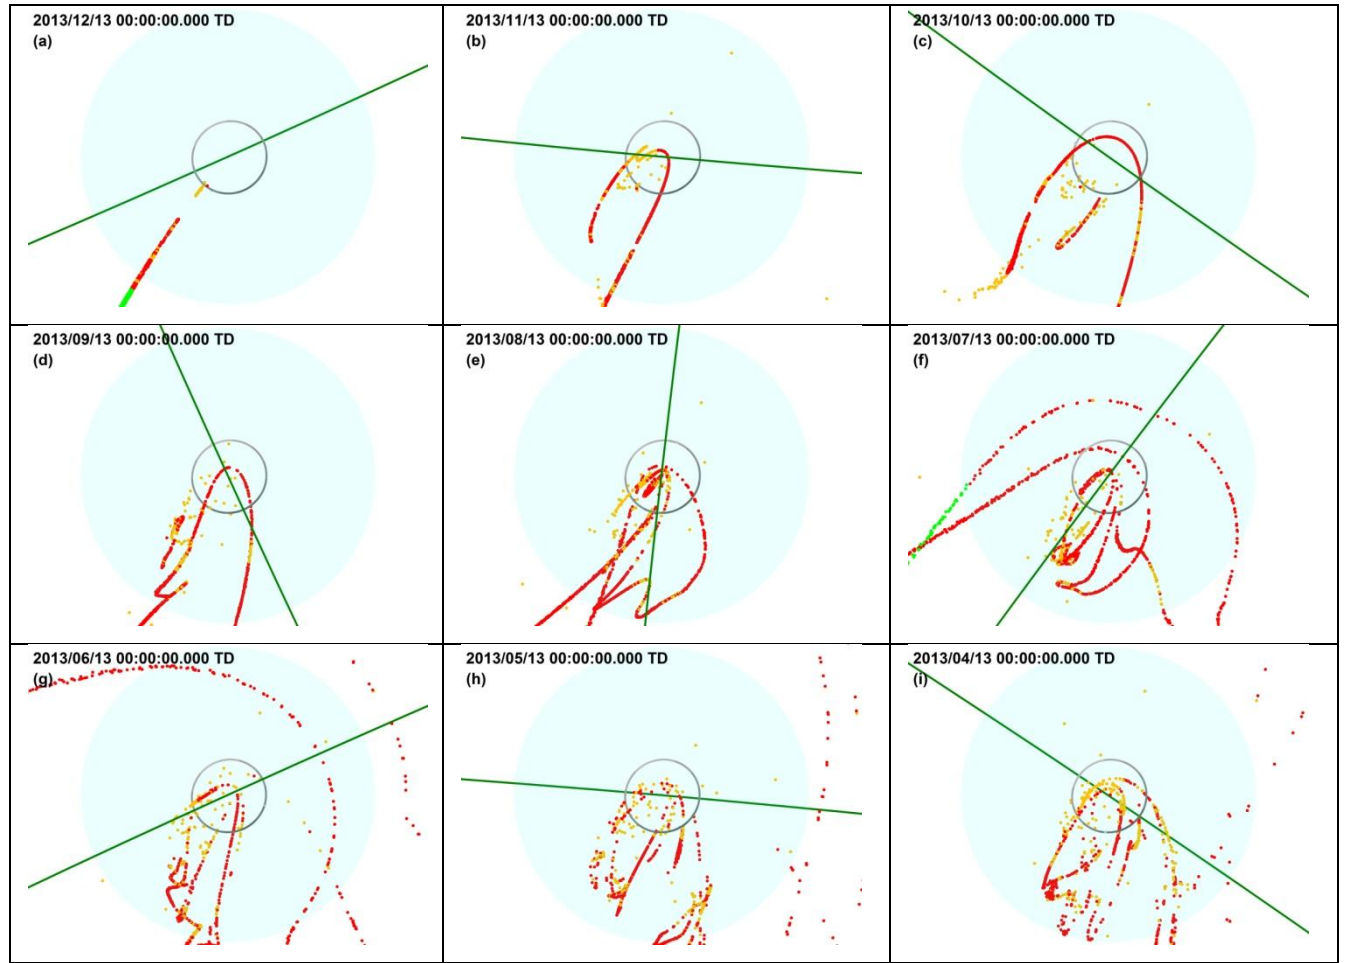 2013/12/13 00:00:00.000 TD
(a)
2013/11/13 00:00:00.000 TD
(b)
2013/10/13 00:00:00.000 TD
(c)
2013/09/13 00:00:00.000 TD
(d)
2013/08/13 00:00:00.000 TD
(e)
2013/07/13 00:00:00.000 TD
(f)
2013/06/13 00:00:00.000 TD
(g)
2013/05/13 00:00:00.000 TD
(h)
2013/04/13 00:00:00.000 TD
(i)